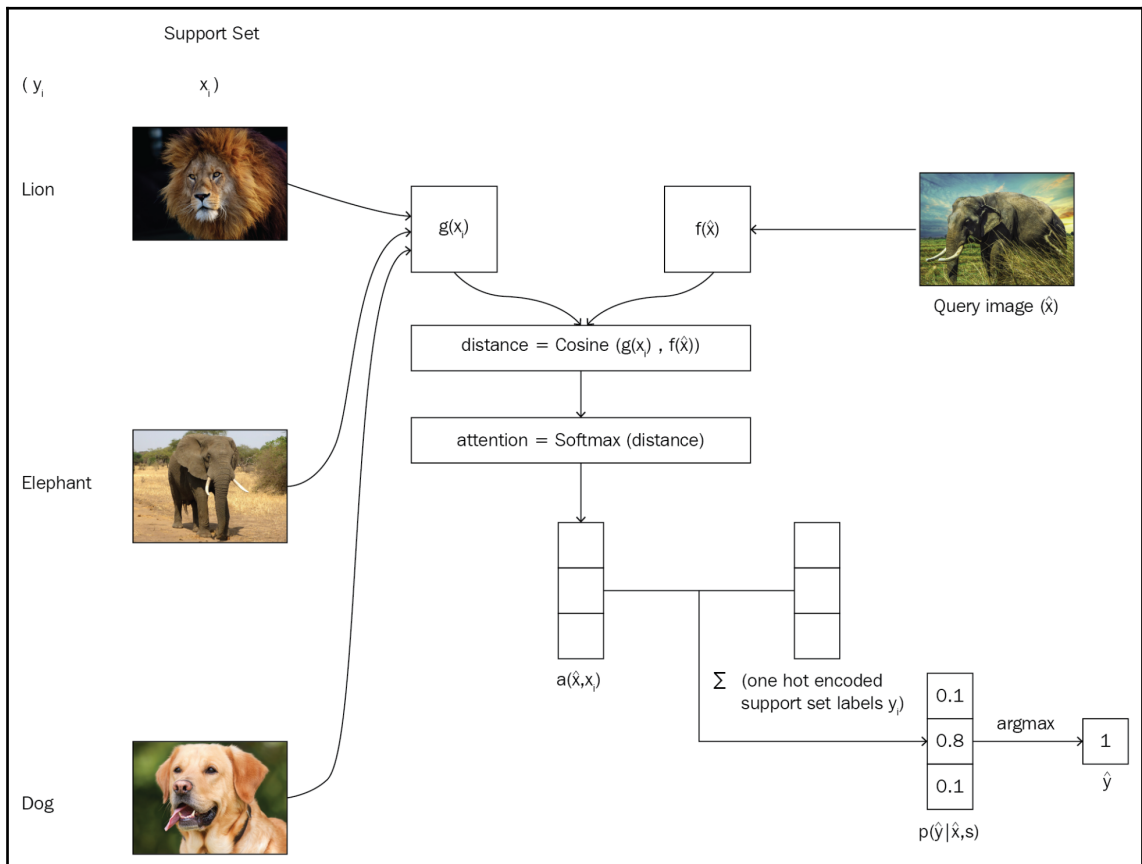 Support Set
( yᵢ xᵢ)
Lion
g(xᵢ)
f(x̂)
Query image (x̂)
distance = Cosine (g(xᵢ) , f(x̂))
attention = Softmax (distance)
Elephant
a(x̂,xᵢ)
Σ (one hot encoded
support set labels yᵢ)
0.1
0.8
0.1
argmax
1
ŷ
p(ŷ|x̂,s)
Dog